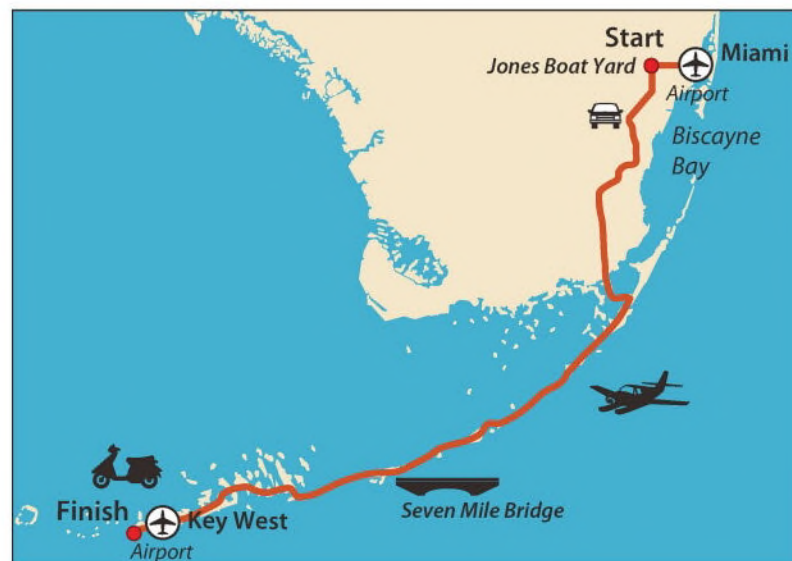 Start
Jones Boat Yard
Miami
Airport
Biscayne
Bay
Seven Mile Bridge
Finish
Key West
Airport